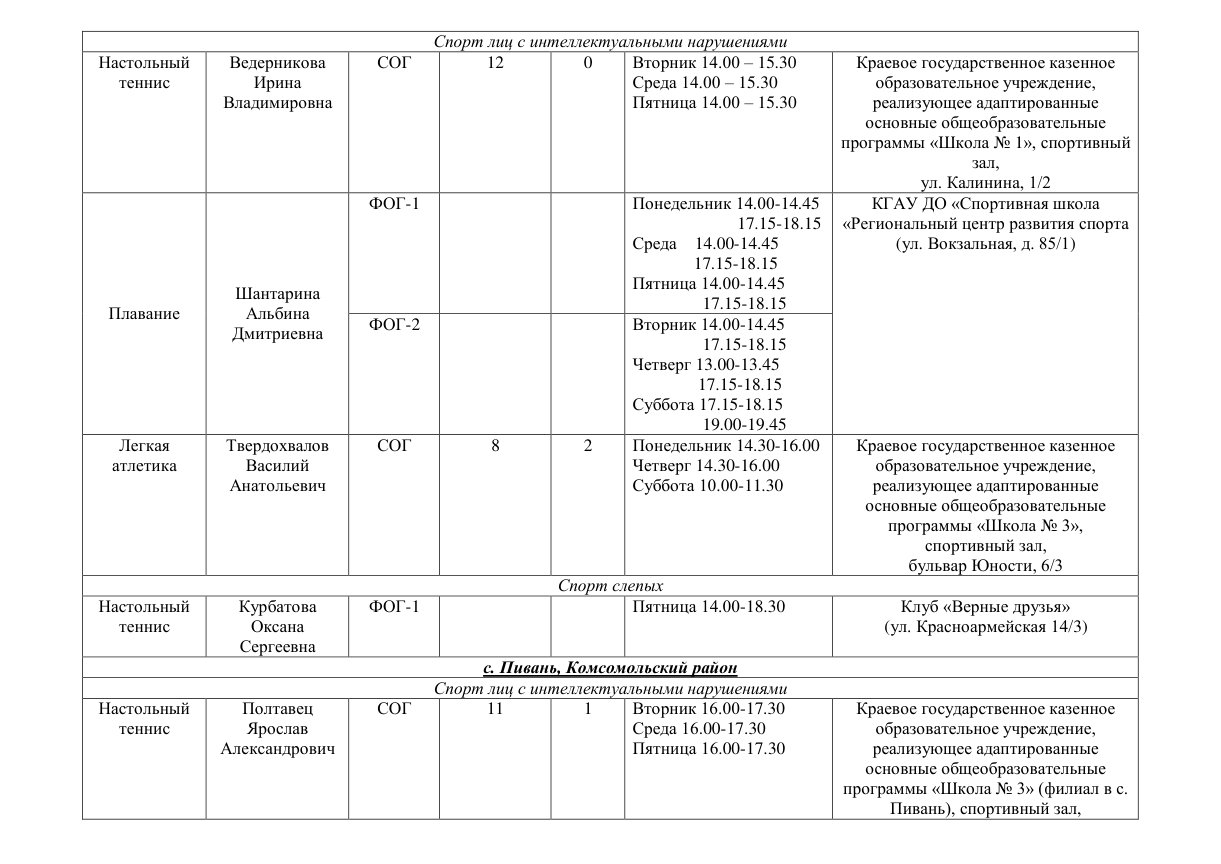 Спорт лиц с интеллектуальными нарушениями
Настольный
теннис
Ведерникова
Ирина
Владимировна
СОГ
12
0
Вторник 14.00 – 15.30
Среда 14.00 – 15.30
Пятница 14.00 – 15.30
Краевое государственное казенное
образовательное учреждение,
реализующее адаптированные
основные общеобразовательные
программы «Школа № 1», спортивный
зал,
ул. Калинина, 1/2
Плавание
Шантарина
Альбина
Дмитриевна
ФОГ-1
Понедельник 14.00-14.45
17.15-18.15
Среда 14.00-14.45
17.15-18.15
Пятница 14.00-14.45
17.15-18.15
КГАУ ДО «Спортивная школа
«Региональный центр развития спорта
(ул. Вокзальная, д. 85/1)
ФОГ-2
Вторник 14.00-14.45
17.15-18.15
Четверг 13.00-13.45
17.15-18.15
Суббота 17.15-18.15
19.00-19.45
Легкая
атлетика
Твердохвалов
Василий
Анатольевич
СОГ
8
2
Понедельник 14.30-16.00
Четверг 14.30-16.00
Суббота 10.00-11.30
Краевое государственное казенное
образовательное учреждение,
реализующее адаптированные
основные общеобразовательные
программы «Школа № 3»,
спортивный зал,
бульвар Юности, 6/3
Спорт слепых
Настольный
теннис
Курбатова
Оксана
Сергеевна
ФОГ-1
Пятница 14.00-18.30
Клуб «Верные друзья»
(ул. Красноармейская 14/3)
с. Пивань, Комсомольский район
Спорт лиц с интеллектуальными нарушениями
Настольный
теннис
Полтавец
Ярослав
Александрович
СОГ
11
1
Вторник 16.00-17.30
Среда 16.00-17.30
Пятница 16.00-17.30
Краевое государственное казенное
образовательное учреждение,
реализующее адаптированные
основные общеобразовательные
программы «Школа № 3» (филиал в с.
Пивань), спортивный зал,